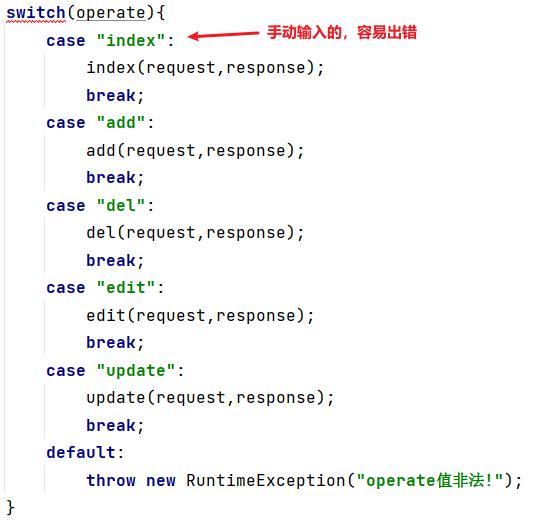 switch(operate){
case "index":
手动输入的，容易出错
index(request,response);
break;
case "add":
add(request,response);
break;
case "del":
del(request,response);
break;
case "edit":
edit(request,response);
break;
case "update":
update(request,response);
break;
default:
throw new RuntimeException("operate值非法!");
}